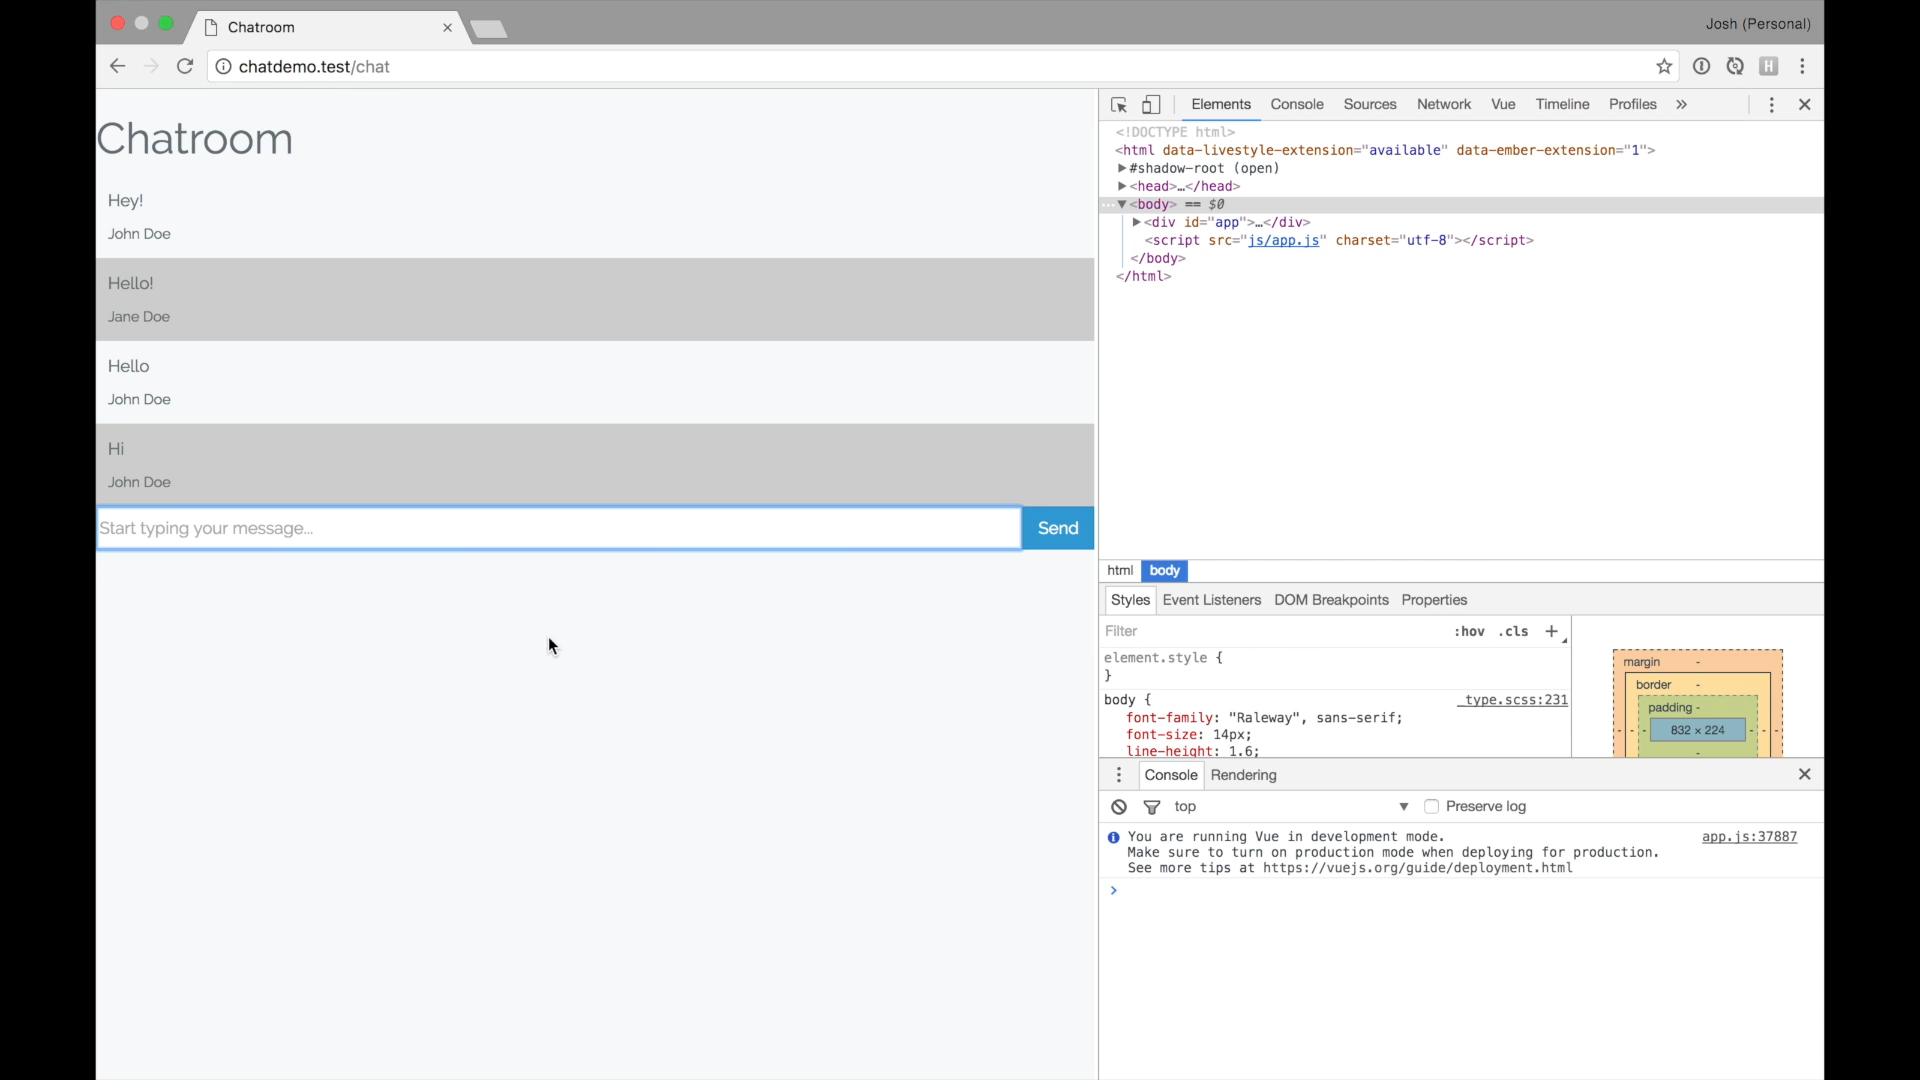 Chatroom
Josh (Personal)
chatdemo.test/chat
H
Chatroom
Hey!
John Doe
Hello!
Jane Doe
Hello
John Doe
Hi
John Doe
Start typing your message...
Send
Elements Console Sources Network Vue Timeline Profiles »
<!DOCTYPE html>
<html data-livestyle-extension="available" data-ember-extension="1">
▶#shadow-root (open)
▶<head>…</head>
…▼<body> == $0
▶<div id="app">…</div>
<script src="js/app.js" charset="utf-8"></script>
</body>
</html>
html body
Styles Event Listeners DOM Breakpoints Properties
Filter :hov .cls +
element.style {
}
body { _type.scss:231
font-family: "Raleway", sans-serif;
font-size: 14px;
line-height: 1.6;
margin -
border -
padding -
- - - 832 × 224 - - -
-
Console Rendering
top ▼ Preserve log
You are running Vue in development mode. app.js:37887
Make sure to turn on production mode when deploying for production.
See more tips at https://vuejs.org/guide/deployment.html
>